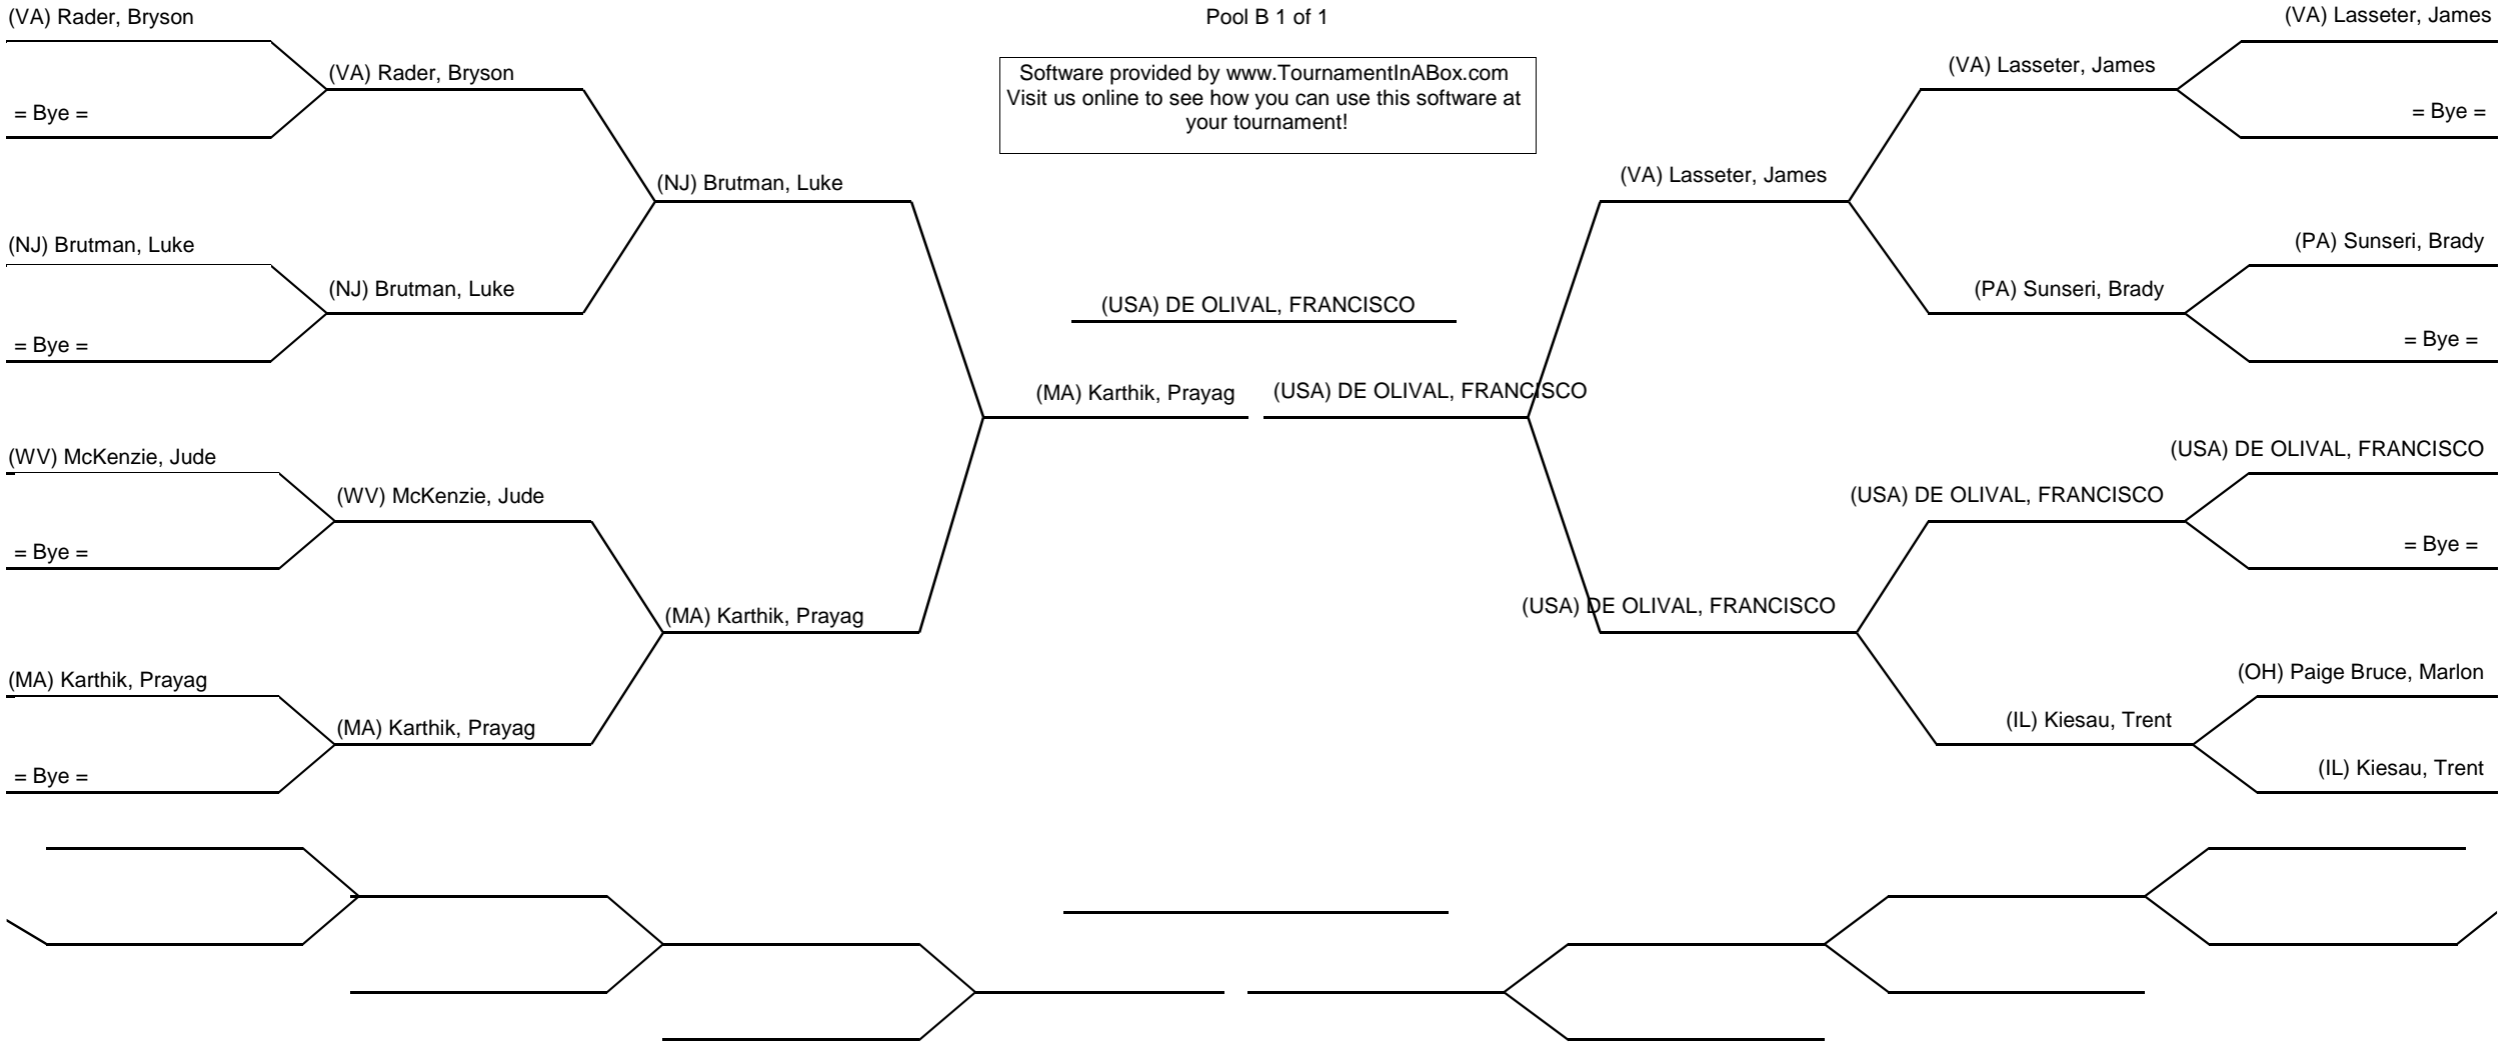 Pool B 1 of 1
Software provided by www.TournamentInABox.com
Visit us online to see how you can use this software at
your tournament!
(VA) Rader, Bryson
= Bye =
(NJ) Brutman, Luke
= Bye =
(WV) McKenzie, Jude
= Bye =
(MA) Karthik, Prayag
= Bye =
(VA) Rader, Bryson
(NJ) Brutman, Luke
(WV) McKenzie, Jude
(MA) Karthik, Prayag
(NJ) Brutman, Luke
(MA) Karthik, Prayag
(USA) DE OLIVAL, FRANCISCO
(MA) Karthik, Prayag
(USA) DE OLIVAL, FRANCISCO
(VA) Lasseter, James
(USA) DE OLIVAL, FRANCISCO
(VA) Lasseter, James
(PA) Sunseri, Brady
(USA) DE OLIVAL, FRANCISCO
(IL) Kiesau, Trent
(VA) Lasseter, James
= Bye =
(PA) Sunseri, Brady
= Bye =
(USA) DE OLIVAL, FRANCISCO
= Bye =
(OH) Paige Bruce, Marlon
(IL) Kiesau, Trent